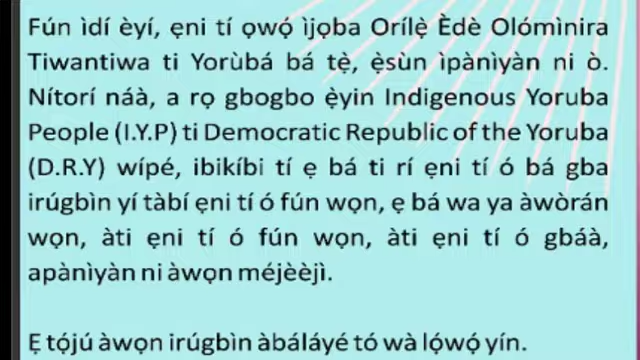 Fún ìdí èyí, ẹni tí ọwọ́ ìjọba Orílẹ̀ Èdè Olómìnira
Tiwantiwa ti Yorùbá bá tẹ̀, ẹ̀sùn ìpànìyàn ni ò.
Nítorí náà, a rọ gbogbo ẹ̀yin Indigenous Yoruba
People (I.Y.P) ti Democratic Republic of the Yoruba
(D.R.Y) wípé, ibikíbi tí ẹ bá ti rí ẹni tí ó bá gba
irúgbìn yí tàbí ẹni tí ó fún wọn, ẹ bá wa ya àwòrán
wọn, àti ẹni tí ó fún wọn, àti ẹni tí ó gbáà,
apànìyàn ni àwọn méjèèjì.
Ẹ tọ́jú àwọn irúgbìn àbáláyé tó wà lọ́wọ́ yín.